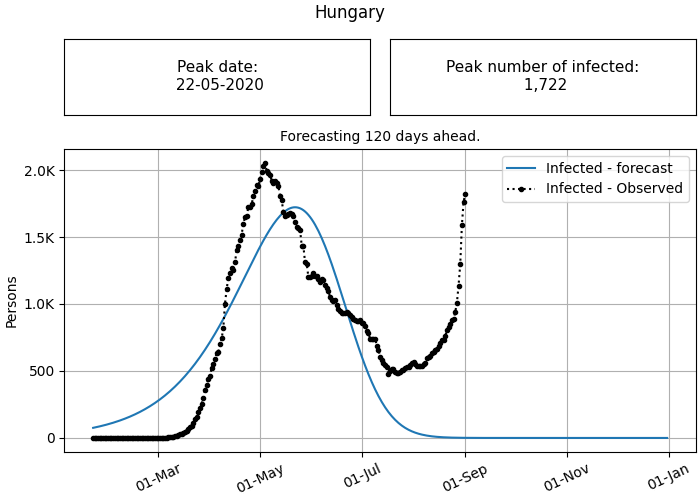 Hungary
Peak date:
22-05-2020
Peak number of infected:
1,722
Forecasting 120 days ahead.
Infected - forecast
Infected - Observed
Persons
2.0K
1.5K
1.0K
500
0
01-Mar
01-May
01-Jul
01-Sep
01-Nov
01-Jan